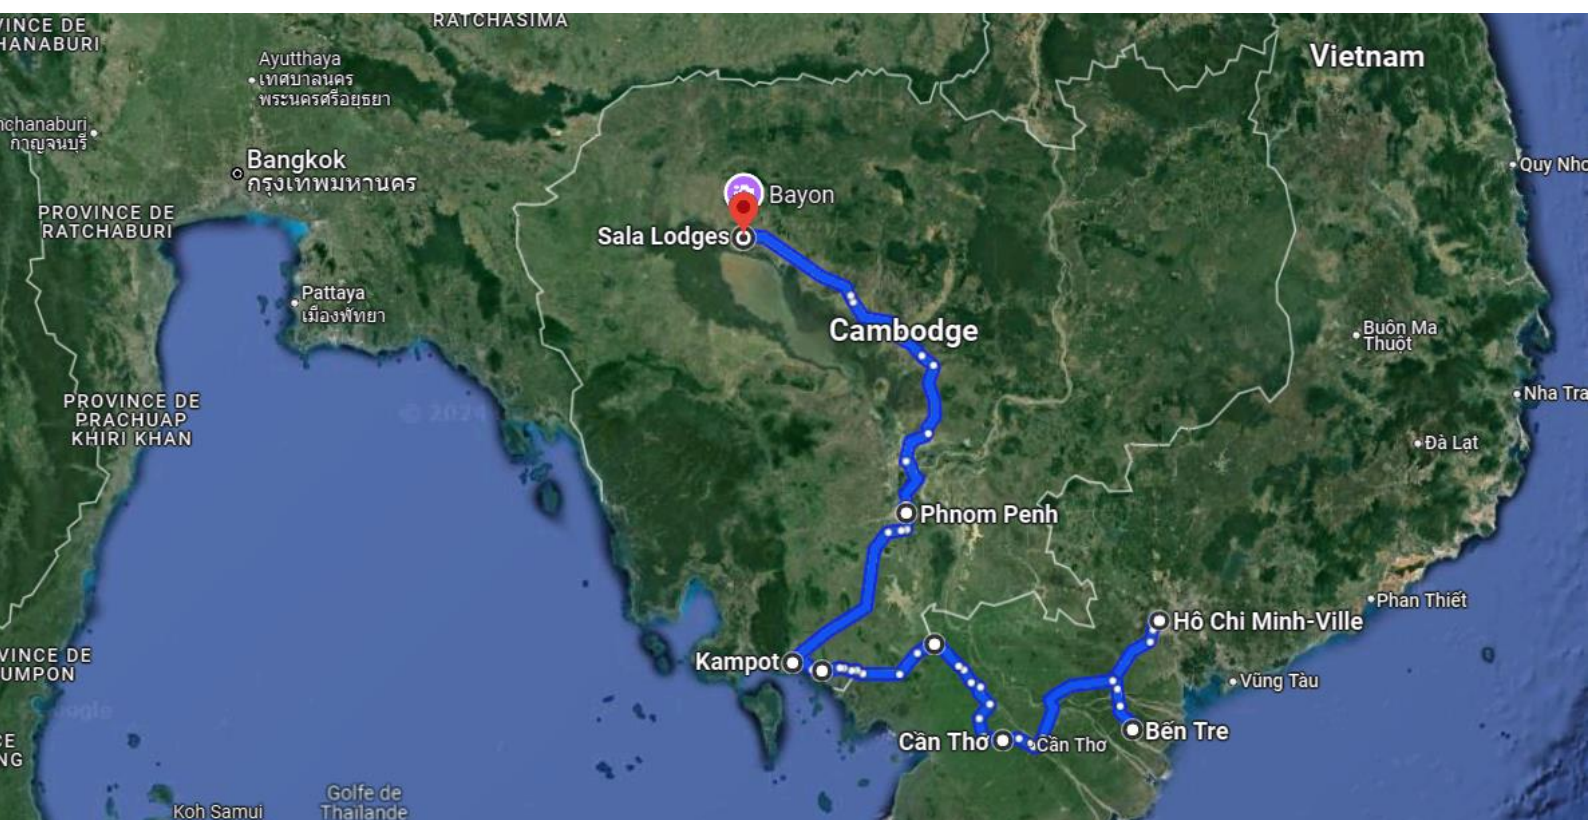 VINCE DE
HANABURI
RATCHASIMA
Vietnam
Ayutthaya
เทศบาลนคร
พระนครศรีอยุธยา
nchanaburi
กาญจนบุรี
Bangkok
กรุงเทพมหานคร
Quy Nho
Bayon
PROVINCE DE
RATCHABURI
Sala Lodges
Pattaya
เมืองพัทยา
Cambodge
Buôn Ma
Thuột
PROVINCE DE
PRACHUAP
KHIRI KHAN
© 2024
Nha Tra
Đà Lạt
Phnom Penh
Phan Thiết
Hô Chi Minh-Ville
VINCE DE
UMPON
Kampot
Vũng Tàu
Google
Bến Tre
Cần Thơ
Cần Thơ
CE
NG
Golfe de
Thaïlande
Koh Samui